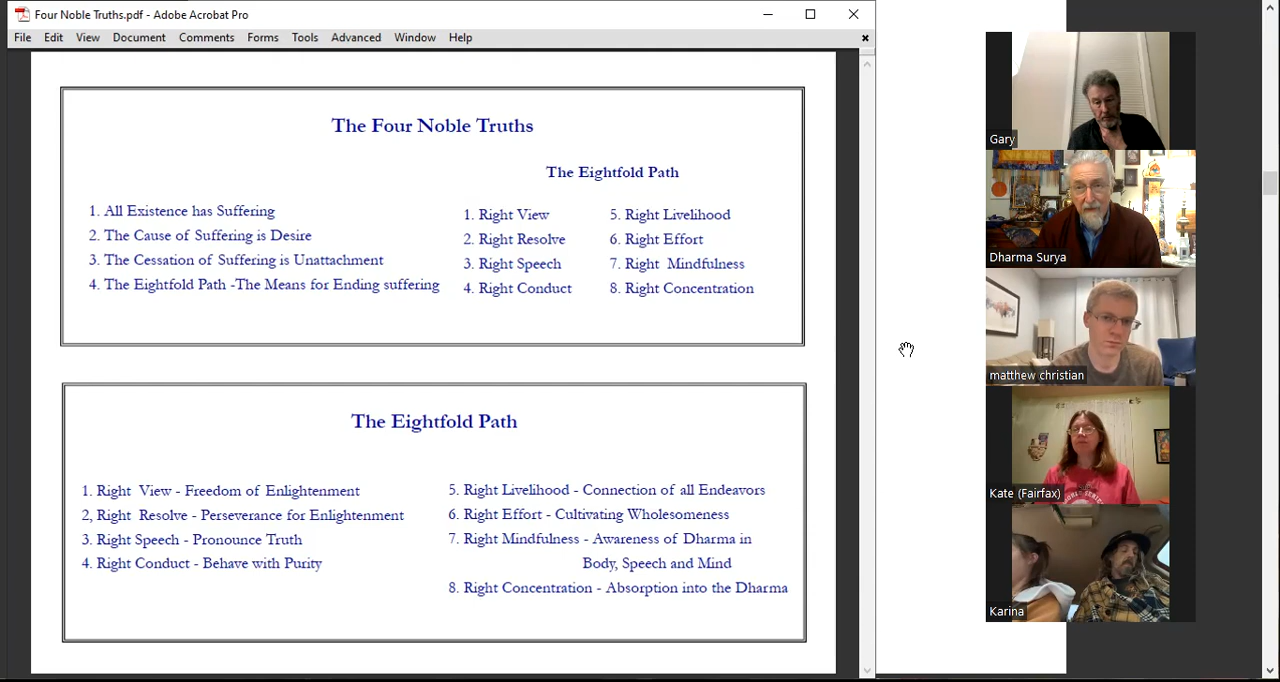 Four Noble Truths.pdf - Adobe Acrobat Pro
File Edit View Document Comments Forms Tools Advanced Window Help
The Four Noble Truths
The Eightfold Path
1. All Existence has Suffering
2. The Cause of Suffering is Desire
3. The Cessation of Suffering is Unattachment
4. The Eightfold Path -The Means for Ending suffering
1. Right View
2. Right Resolve
3. Right Speech
4. Right Conduct
5. Right Livelihood
6. Right Effort
7. Right Mindfulness
8. Right Concentration
The Eightfold Path
1. Right View - Freedom of Enlightenment
2, Right Resolve - Perseverance for Enlightenment
3. Right Speech - Pronounce Truth
4. Right Conduct - Behave with Purity
5. Right Livelihood - Connection of all Endeavors
6. Right Effort - Cultivating Wholesomeness
7. Right Mindfulness - Awareness of Dharma in
Body, Speech and Mind
8. Right Concentration - Absorption into the Dharma
Gary
Dharma Surya
matthew christian
Kate (Fairfax)
Karina